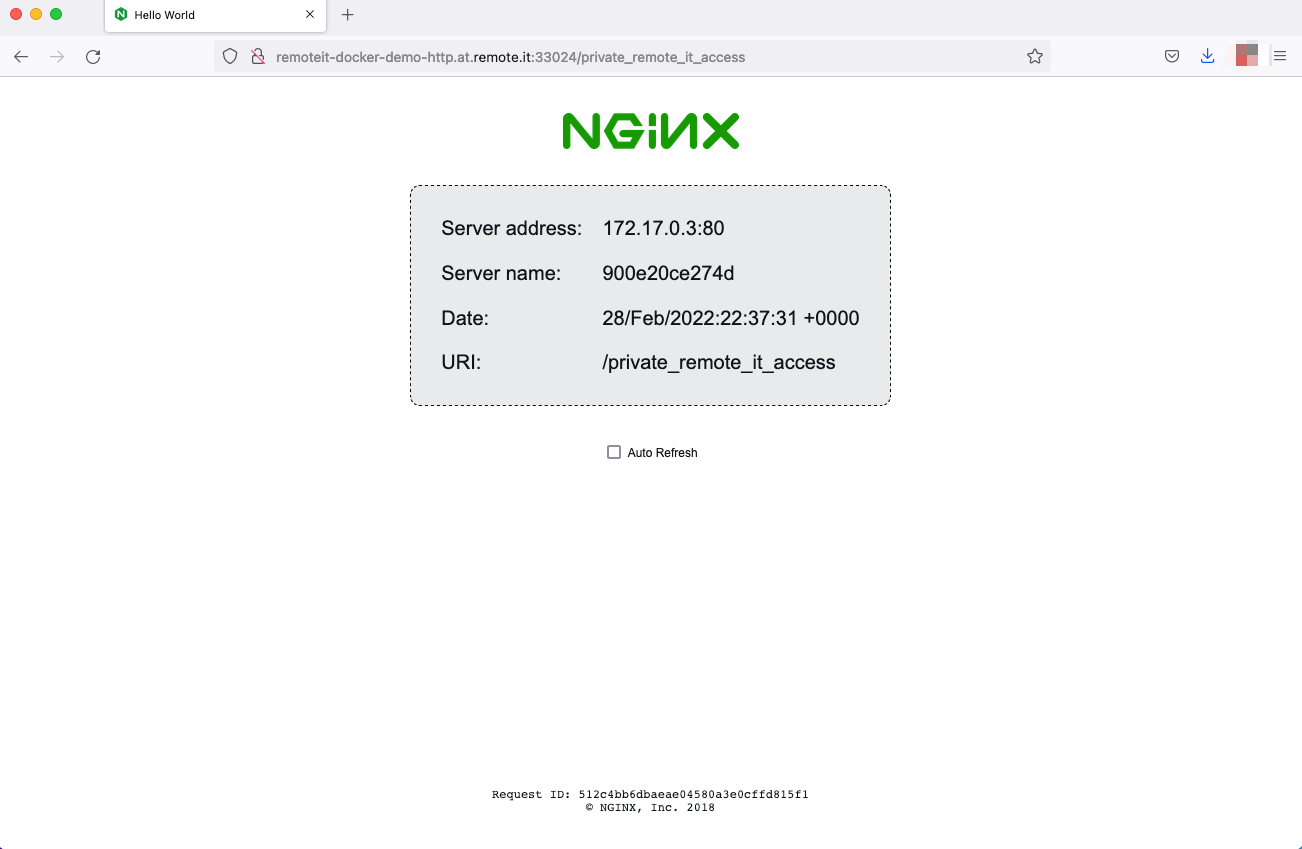 Hello World
remoteit-docker-demo-http.at.remote.it:33024/private_remote_it_access
NGINX
Server address: 172.17.0.3:80
Server name: 900e20ce274d
Date: 28/Feb/2022:22:37:31 +0000
URI: /private_remote_it_access
Auto Refresh
Request ID: 512c4bb6dbaeae04580a3e0cffd815f1
© NGINX, Inc. 2018